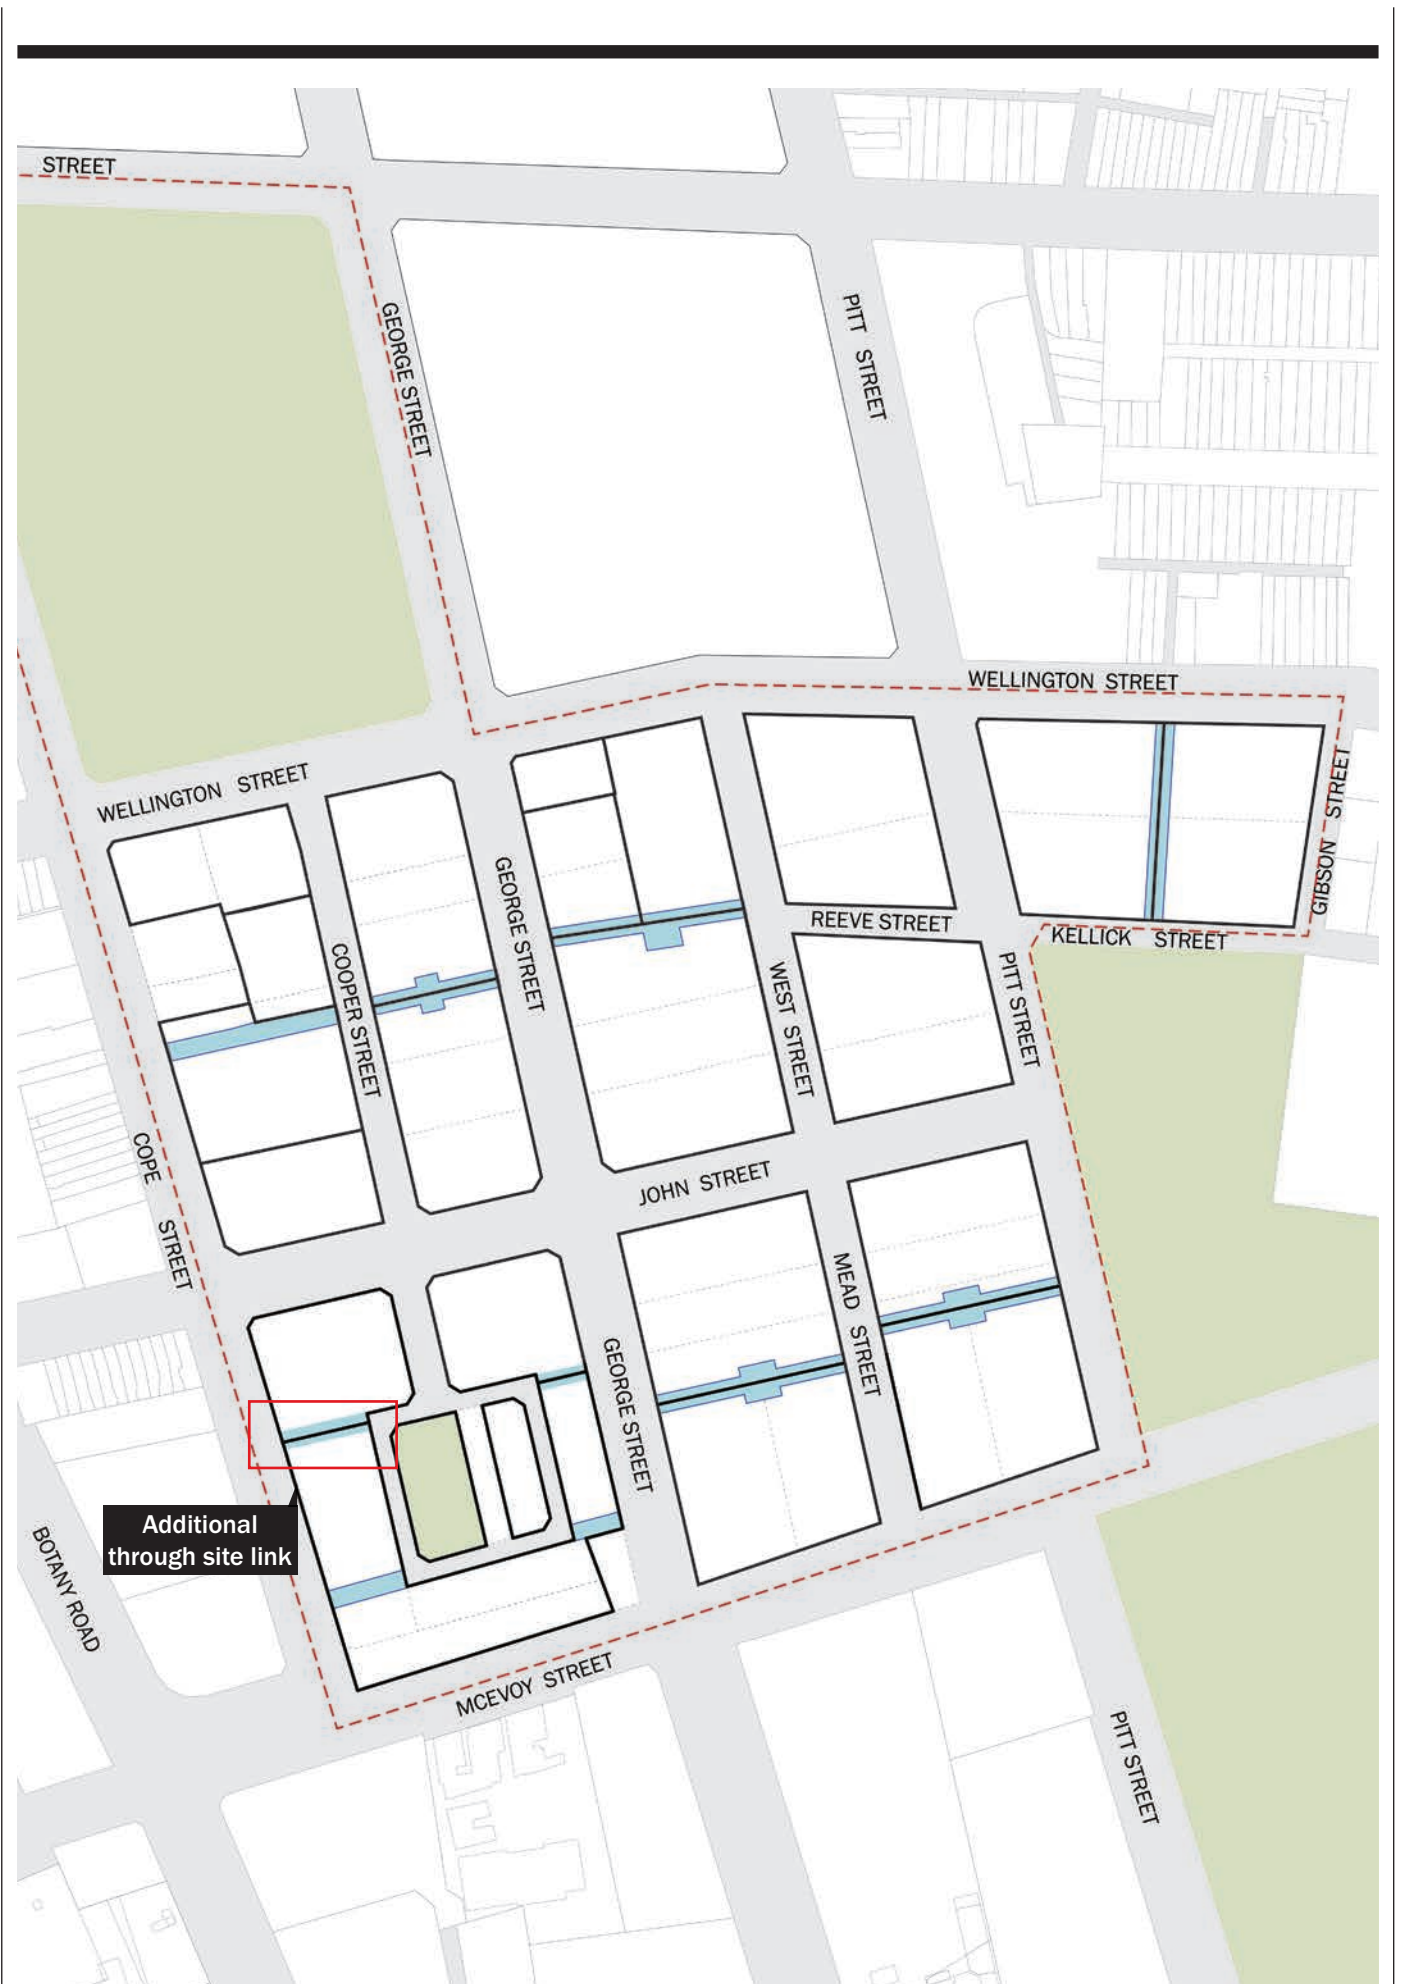 STREET
GEORGE STREET
PITT STREET
WELLINGTON STREET
WELLINGTON STREET
GIBSON STREET
GEORGE STREET
REEVE STREET
KELLICK STREET
COOPER STREET
WEST STREET
PITT STREET
COPE STREET
JOHN STREET
MEAD STREET
GEORGE STREET
Additional
through site link
BOTANY ROAD
MCEVOY STREET
PITT STREET